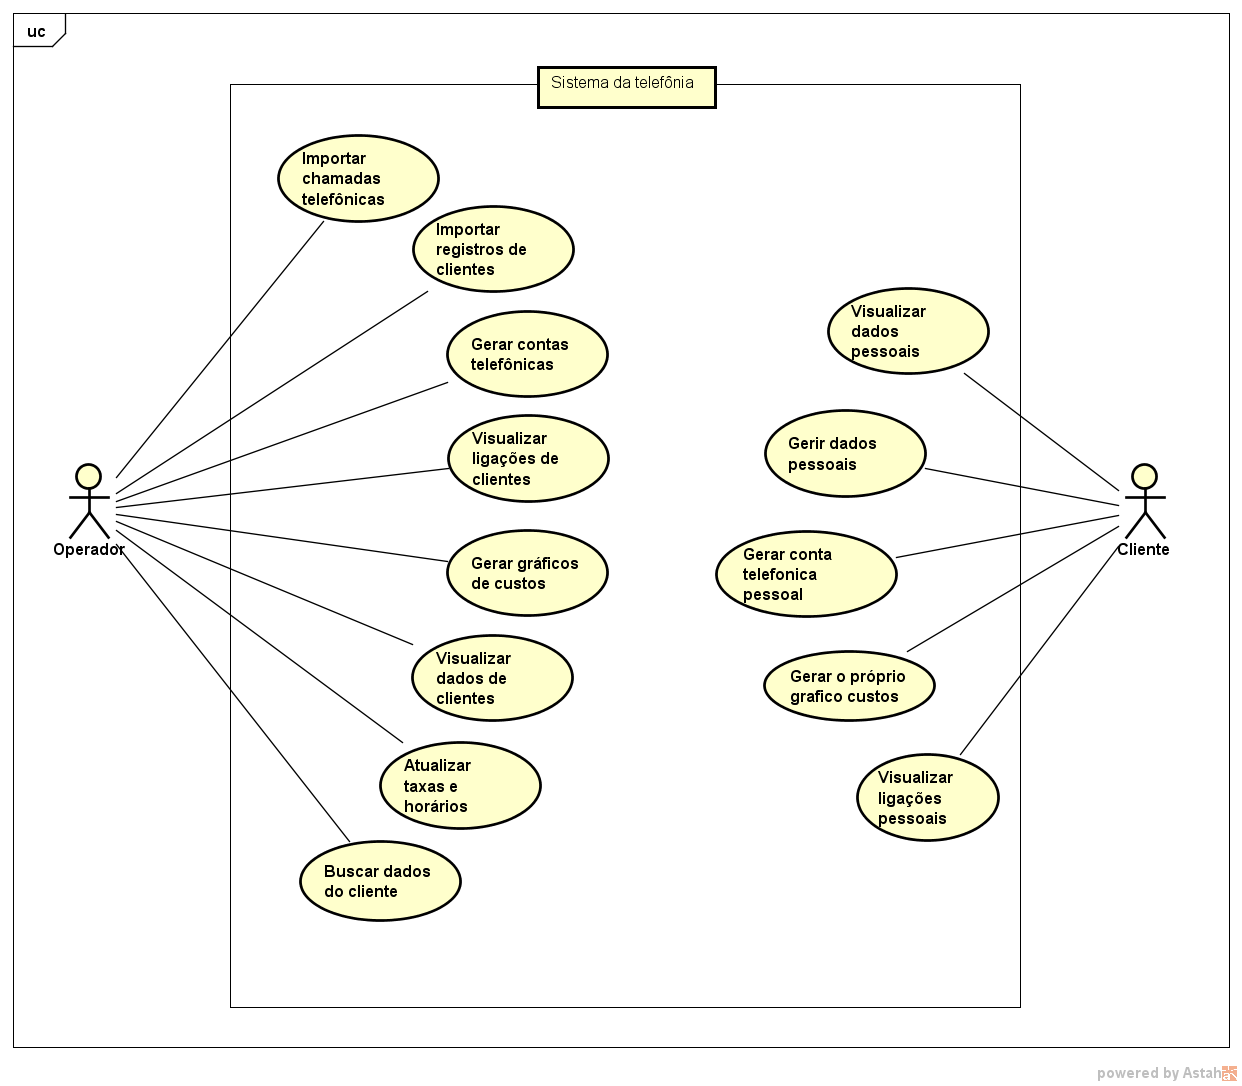 uc
Sistema da telefônia
Importar
chamadas
telefônicas
Importar
registros de
clientes
Gerar contas
telefônicas
Visualizar
ligações de
clientes
Gerar gráficos
de custos
Visualizar
dados de
clientes
Atualizar
taxas e
horários
Buscar dados
do cliente
Operador
Visualizar
dados
pessoais
Gerir dados
pessoais
Gerar conta
telefonica
pessoal
Gerar o próprio
grafico custos
Visualizar
ligações
pessoais
Cliente
powered by Astah